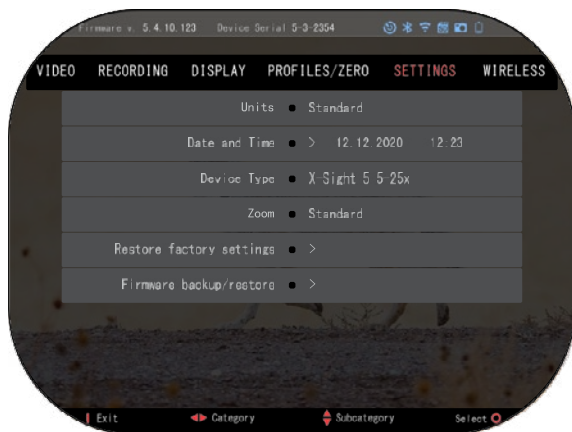 Firmware v. 5.4.10.123 Device Serial 5-3-2354
VIDEO RECORDING DISPLAY PROFILES/ZERO SETTINGS WIRELESS
Units Standard
Date and Time > 12.12.2020 12:23
Device Type X-Sight 5 5-25x
Zoom Standard
Restore factory settings >
Firmware backup/restore >
Exit Category Subcategory Select